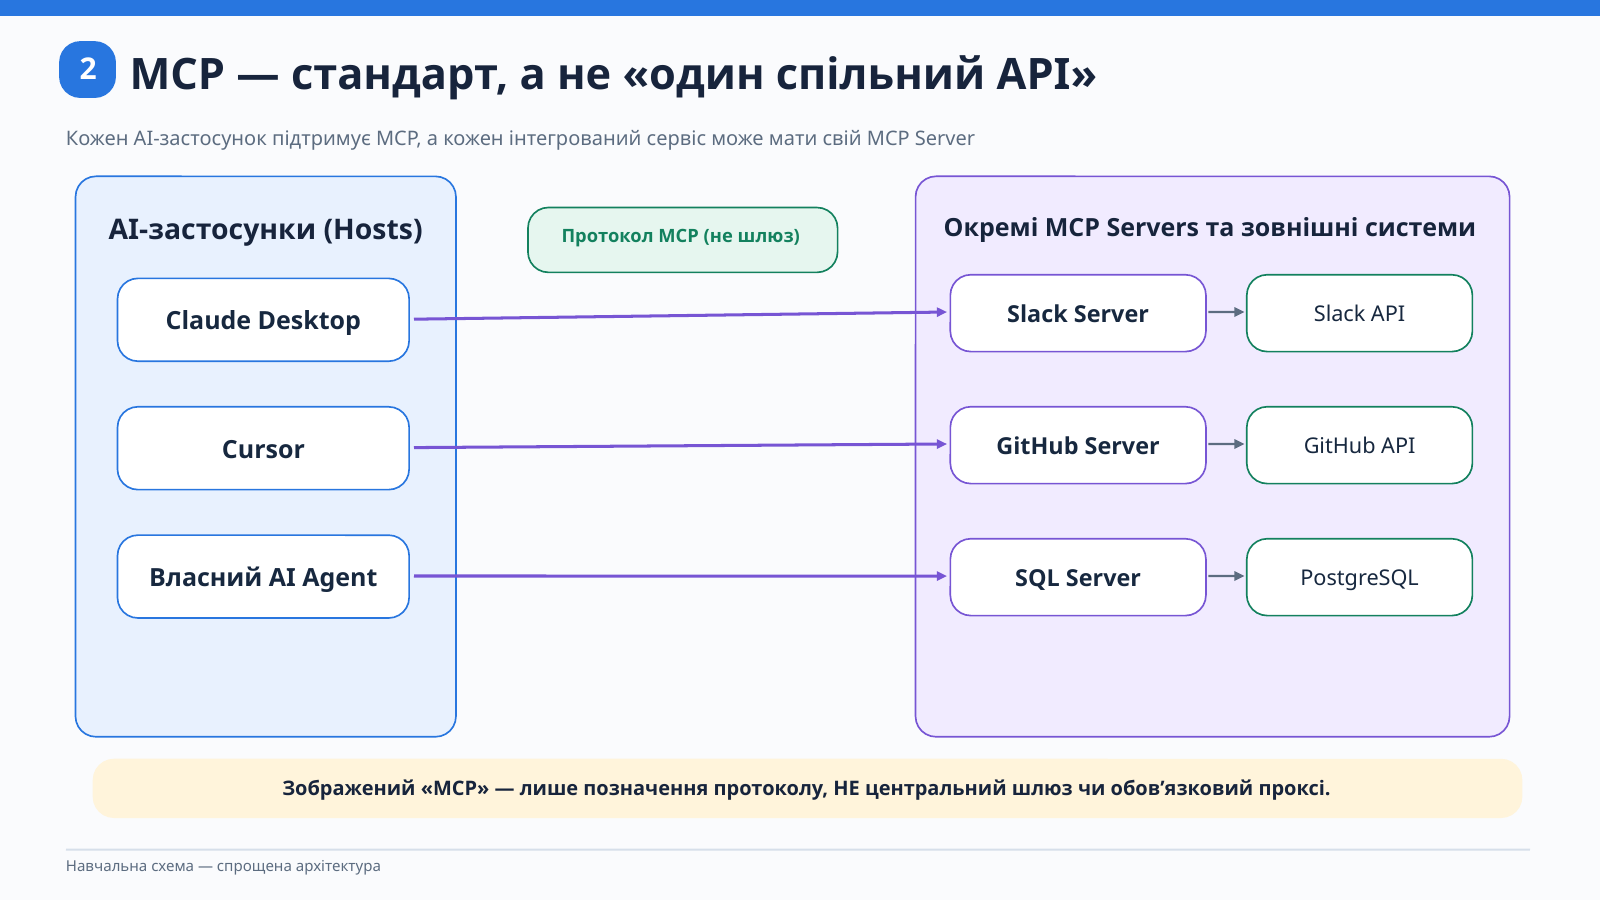 2
MCP — стандарт, а не «один спільний API»
Кожен AI-застосунок підтримує MCP, а кожен інтегрований сервіс може мати свій MCP Server
AI-застосунки (Hosts)
Claude Desktop
Cursor
Власний AI Agent
Протокол MCP (не шлюз)
Окремі MCP Servers та зовнішні системи
Slack Server
Slack API
GitHub Server
GitHub API
SQL Server
PostgreSQL
Зображений «MCP» — лише позначення протоколу, НЕ центральний шлюз чи обов’язковий проксі.
Навчальна схема — спрощена архітектура